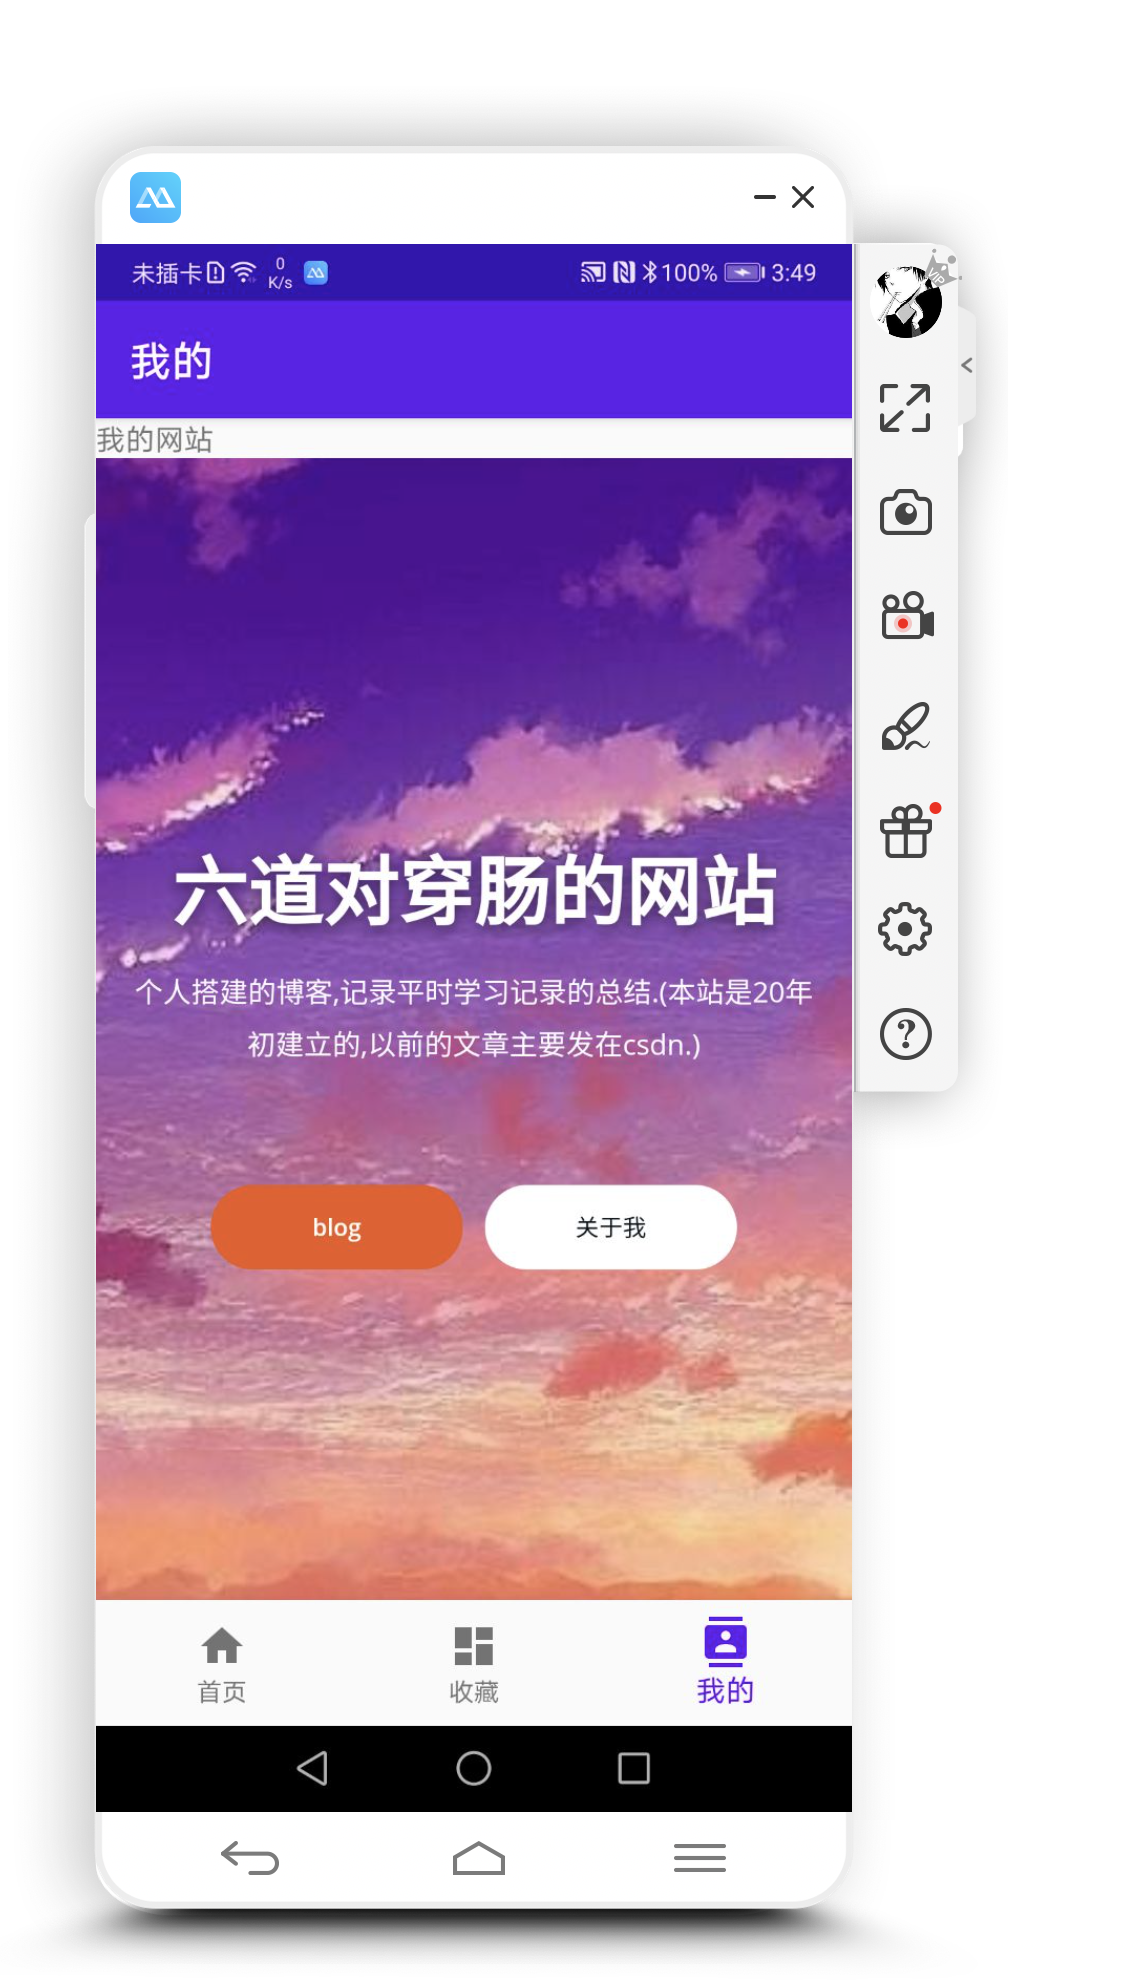 未插卡 0 K/s 100% 3:49
VIP
我的
我的网站
六道对穿肠的网站
个人搭建的博客,记录平时学习记录的总结.(本站是20年
初建立的,以前的文章主要发在csdn.)
blog 关于我
首页 收藏 我的